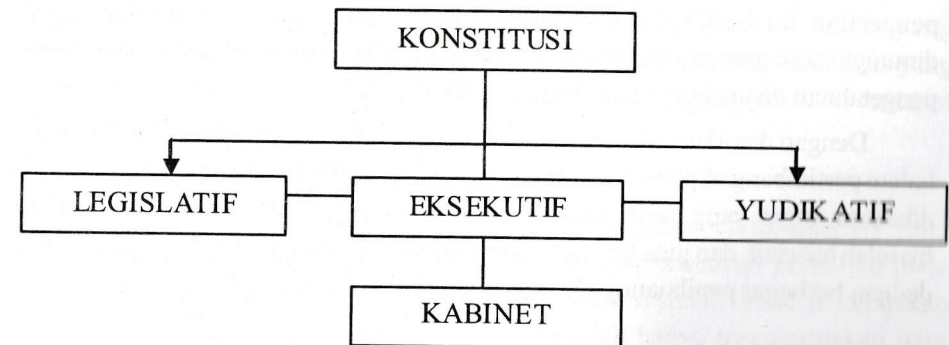 KONSTITUSI
LEGISLATIF
EKSEKUTIF
YUDIKATIF
KABINET